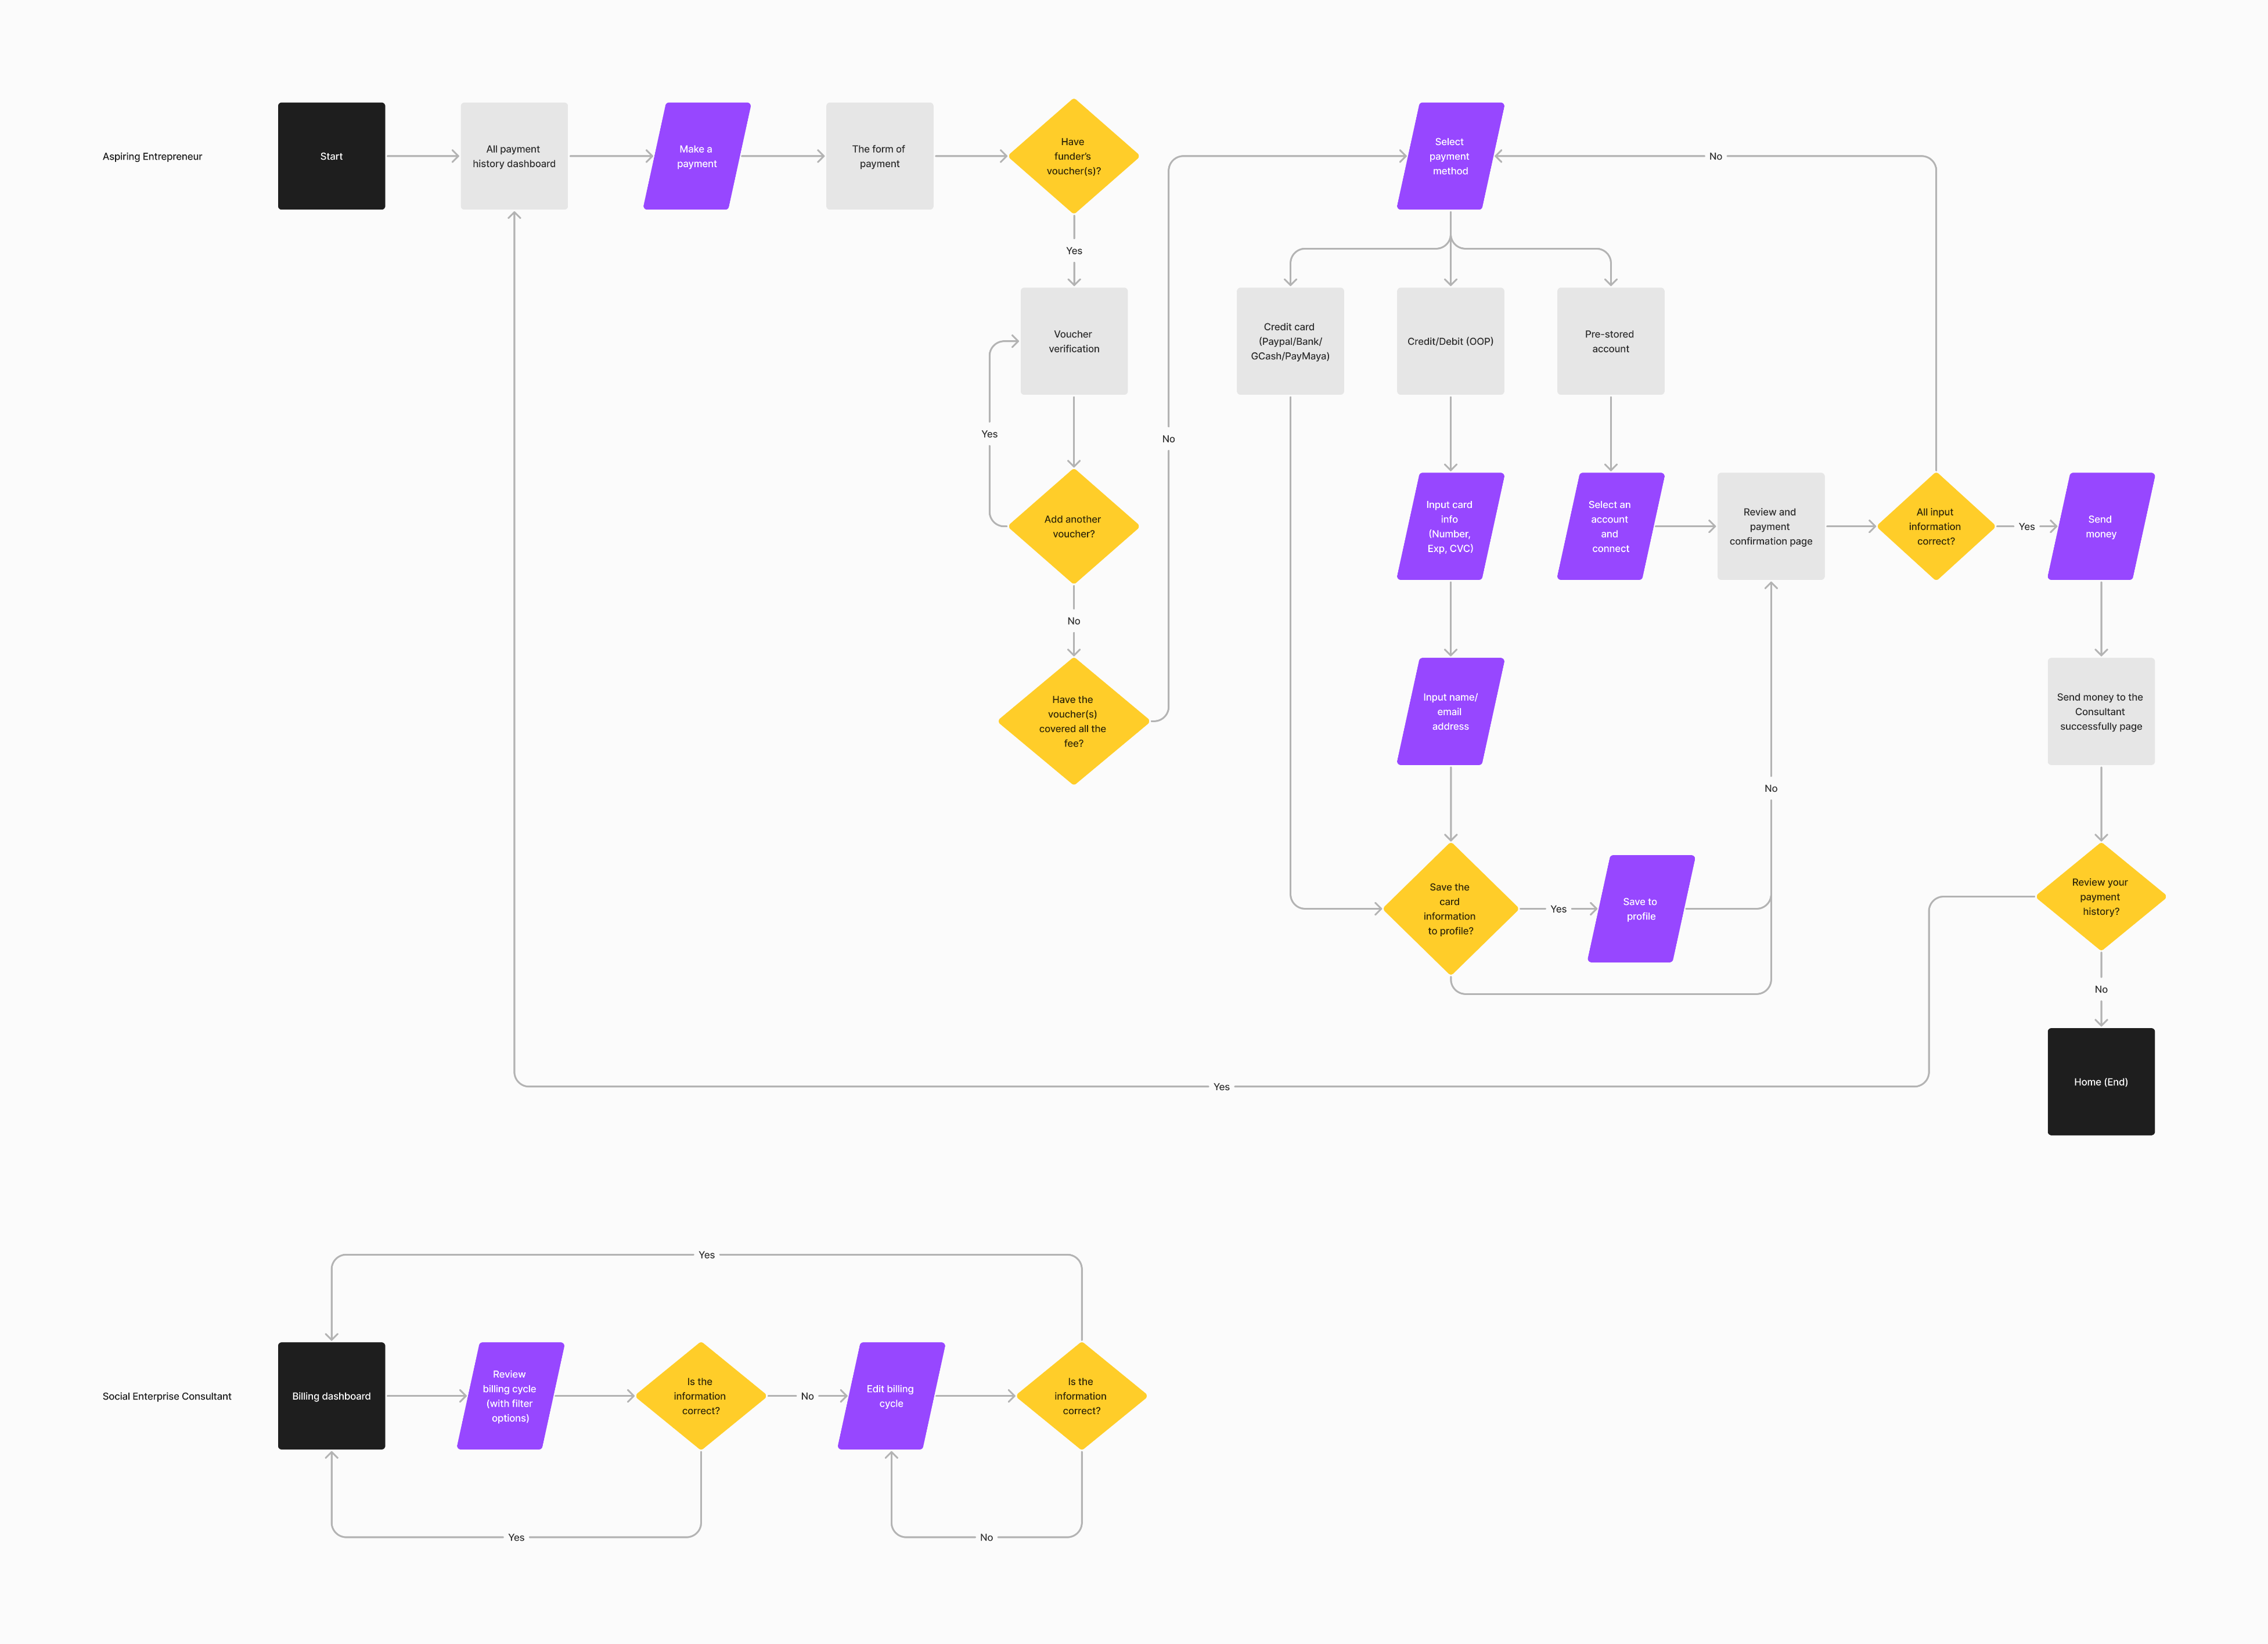 Aspiring Entrepreneur
Start
All payment
history dashboard
Make a
payment
The form of
payment
Have
funder's
voucher(s)?
Select
payment
method
No
Yes
Voucher
verification
Credit card
(Paypal/Bank/
GCash/PayMaya)
Credit/Debit (OOP)
Pre-stored
account
Yes
No
Add another
voucher?
Input card
info
(Number,
Exp, CVC)
Select an
account
and
connect
Review and
payment
confirmation page
All input
information
correct?
Yes
Send
money
No
Have the
voucher(s)
covered all the
fee?
Input name/
email
address
Send money to the
Consultant
successfully page
No
Save the
card
information
to profile?
Yes
Save to
profile
Review your
payment
history?
No
Home (End)
Yes
Yes
Social Enterprise Consultant
Billing dashboard
Review
billing cycle
(with filter
options)
Is the
information
correct?
No
Edit billing
cycle
Is the
information
correct?
Yes
No